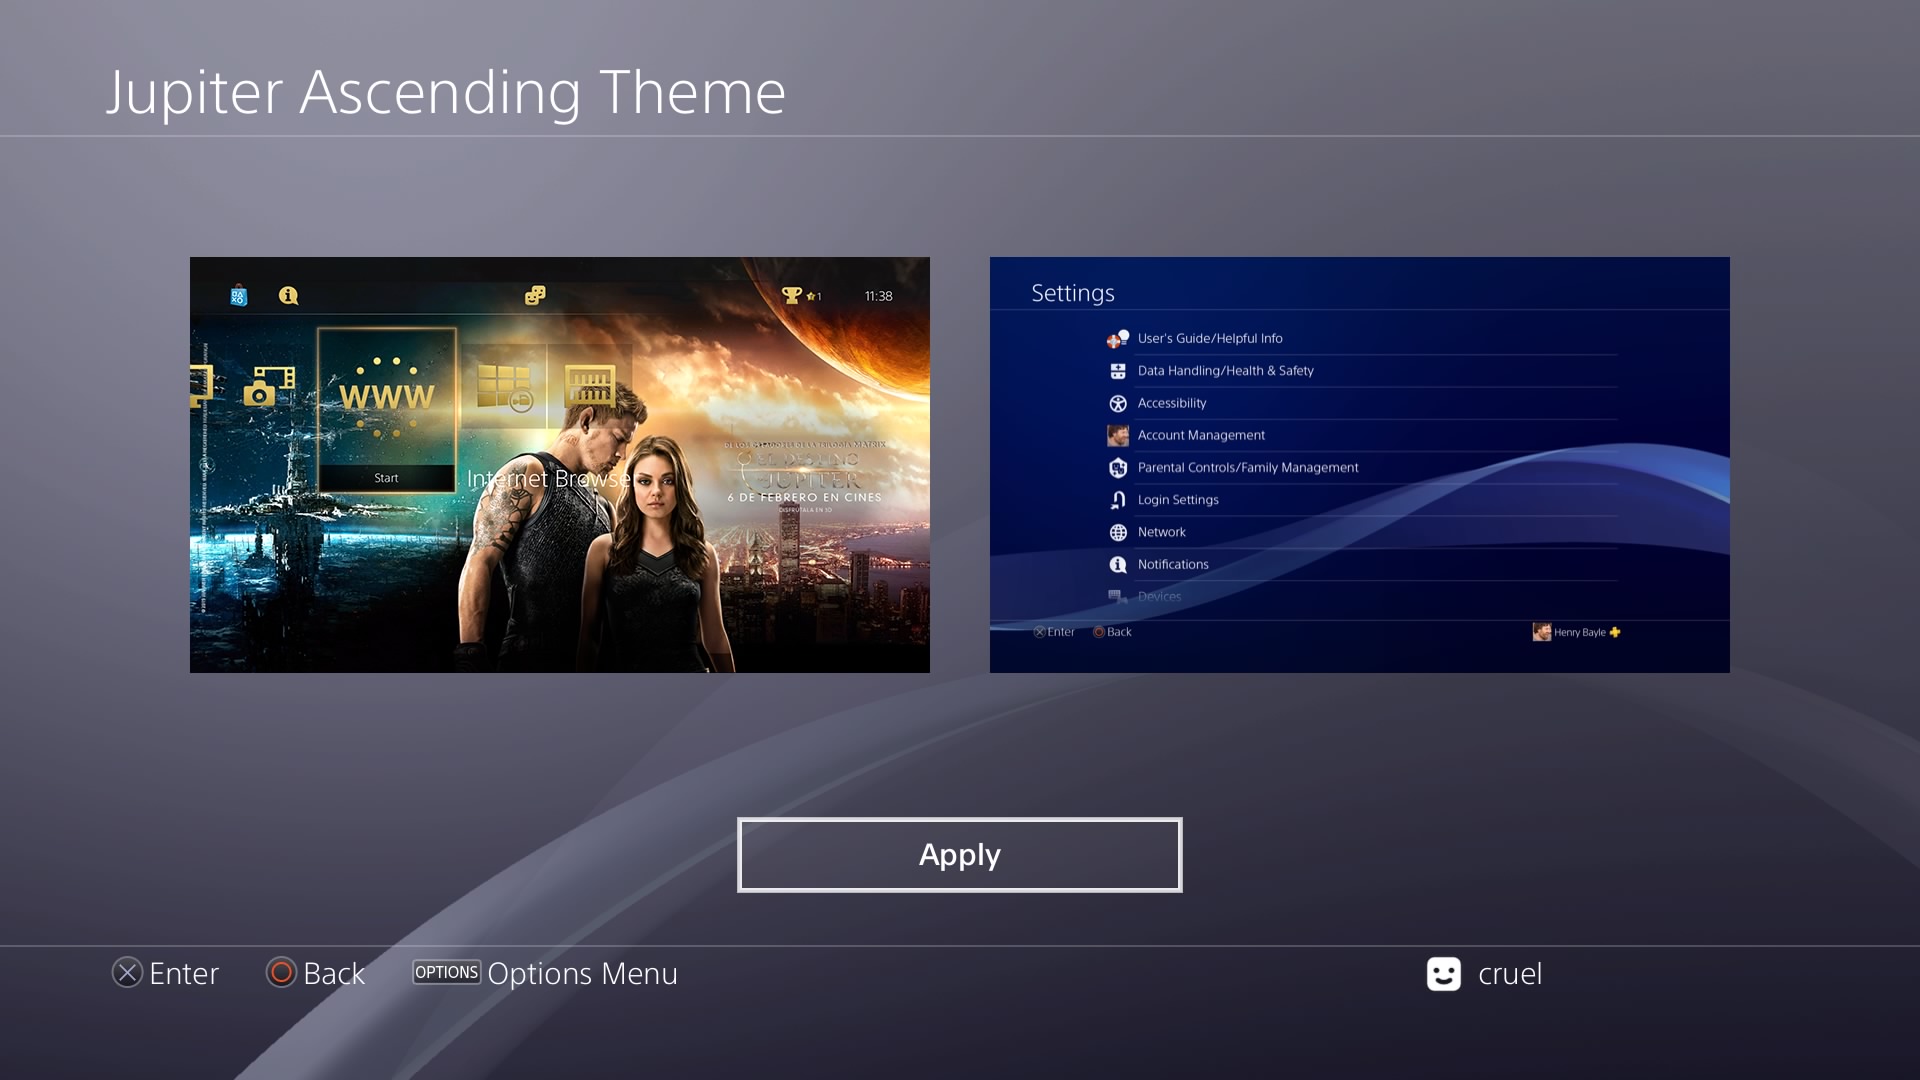 Jupiter Ascending Theme
1
11:38
WWW
Start
Internet Browse
DE LOS CREADORES DE LA TRILOGÍA MATRIX
EL DESTINO
JUPITER
6 DE FEBRERO EN CINES
DISFRÚTALA EN 3D
Settings
User's Guide/Helpful Info
Data Handling/Health & Safety
Accessibility
Account Management
Parental Controls/Family Management
Login Settings
Network
Notifications
Devices
Enter
Back
Henry Bayle
Apply
Enter
Back
OPTIONS Options Menu
cruel